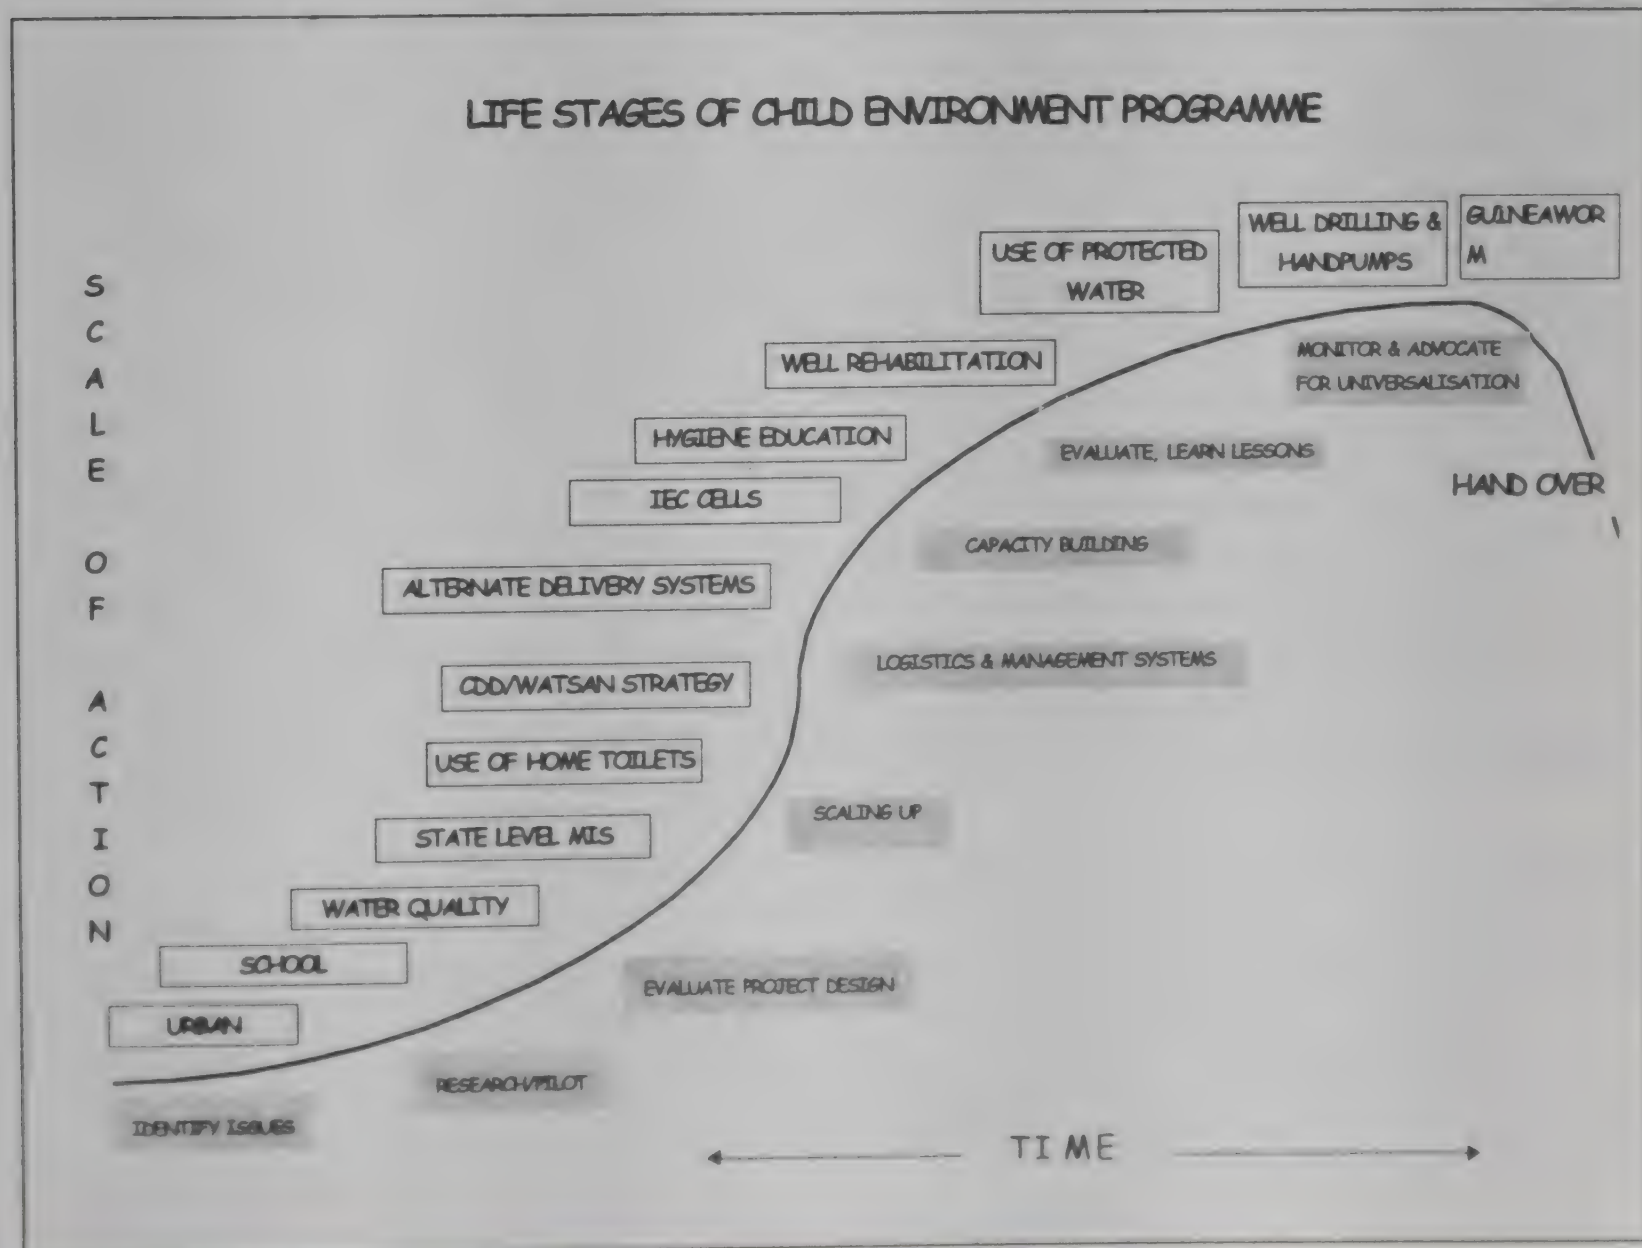 LIFE STAGES OF CHILD ENVIRONMENT PROGRAMME
SCALE OF ACTION
GUINEAWOR
M
WELL DRILLING &
HANDPUMPS
USE OF PROTECTED
WATER
MONITOR & ADVOCATE
FOR UNIVERSALISATION
WELL REHABILITATION
HYGIENE EDUCATION
EVALUATE, LEARN LESSONS
HAND OVER
IEC CELLS
CAPACITY BUILDING
ALTERNATE DELIVERY SYSTEMS
LOGISTICS & MANAGEMENT SYSTEMS
CDD/WATSAN STRATEGY
USE OF HOME TOILETS
SCALING UP
STATE LEVEL MIS
WATER QUALITY
SCHOOL
EVALUATE PROJECT DESIGN
URBAN
RESEARCH/PILOT
IDENTIFY ISSUES
TIME